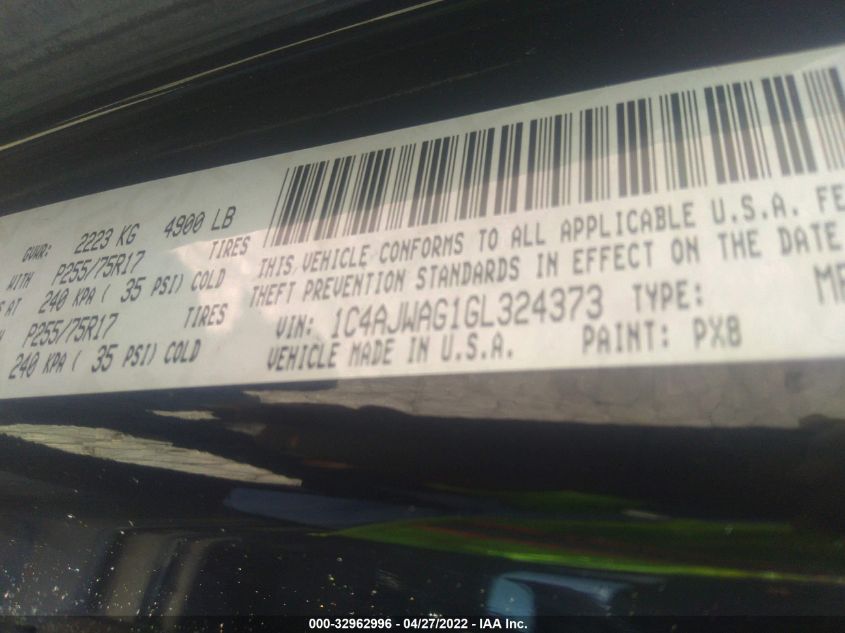 GVWR: 2223 KG 4900 LB
WITH P255/75R17 TIRES
AT 240 KPA ( 35 PSI) COLD
P255/75R17 TIRES
240 KPA ( 35 PSI) COLD
THIS VEHICLE CONFORMS TO ALL APPLICABLE U.S.A. FE
THEFT PREVENTION STANDARDS IN EFFECT ON THE DATE
VIN: 1C4AJWAG1GL324373 TYPE:
VEHICLE MADE IN U.S.A. PAINT: PX8
000-32962996 - 04/27/2022 - IAA Inc.